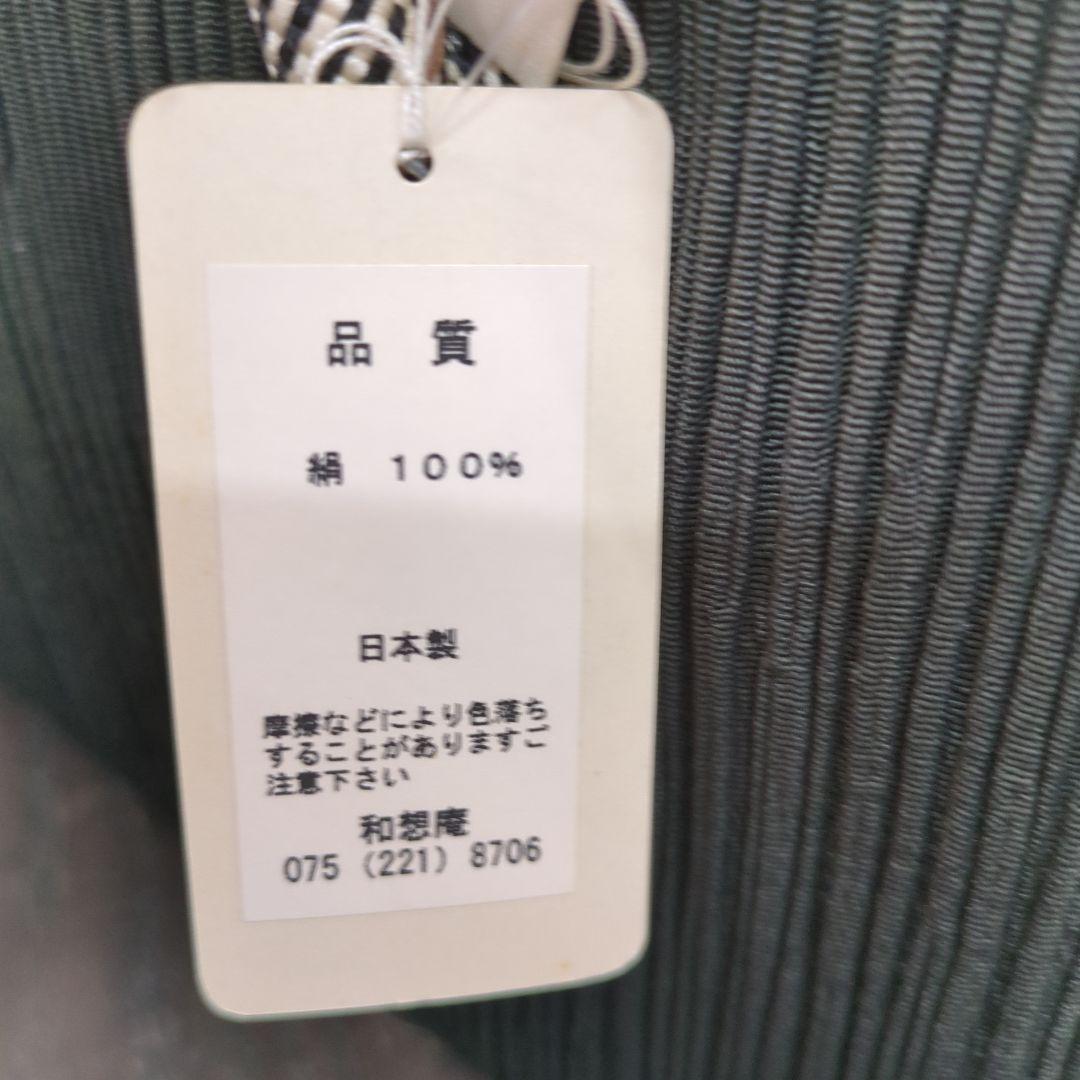 品 質
絹 １００％
日本製
摩擦などにより色落ち
することがありますご
注意下さい
和想庵
075（221）8706